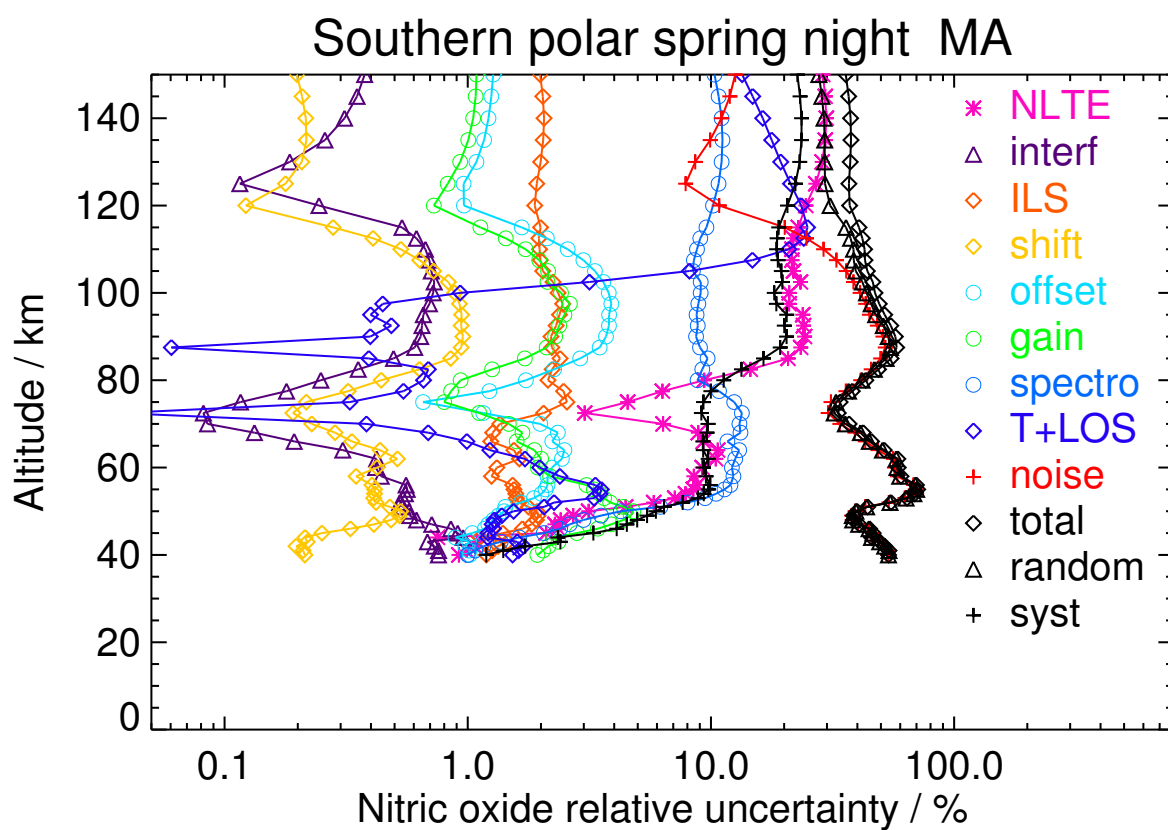 Southern polar spring night MA
Altitude / km
140
120
100
80
60
40
20
0
0.1
1.0
10.0
100.0
Nitric oxide relative uncertainty / %
NLTE
interf
ILS
shift
offset
gain
spectro
T+LOS
noise
total
random
syst